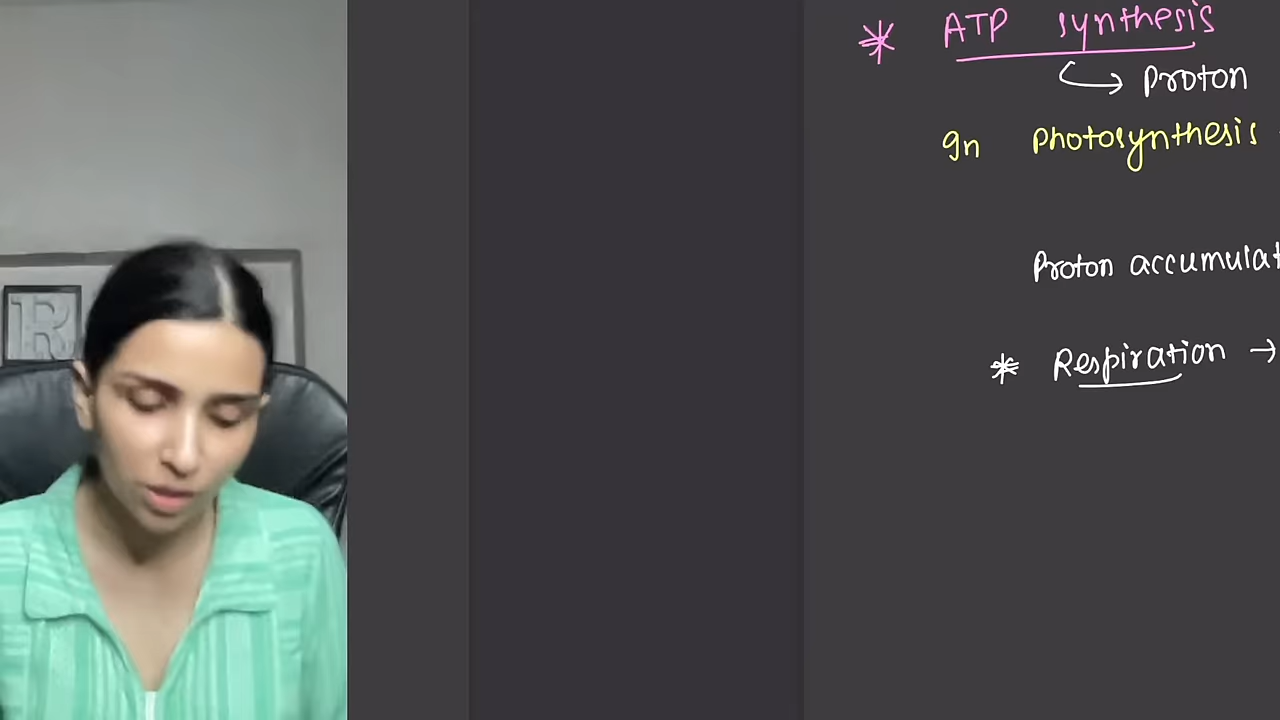 R
* ATP synthesis
↳ Proton
In photosynthesis
Proton accumulat
* Respiration →